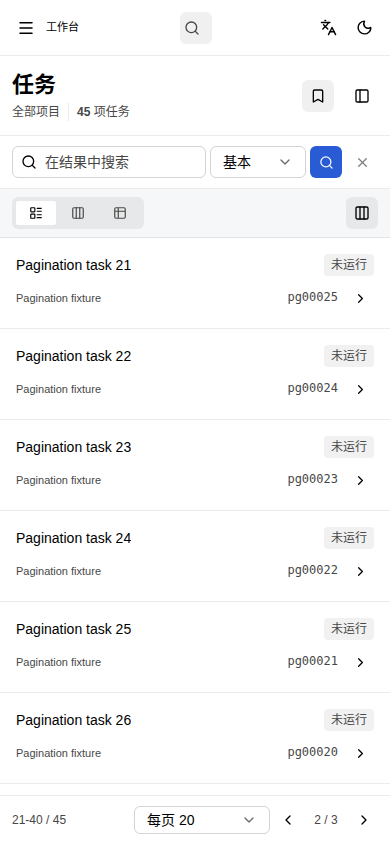 工作台
任务
全部项目 45 项任务
在结果中搜索 基本
Pagination task 21 未运行
Pagination fixture pg00025
Pagination task 22 未运行
Pagination fixture pg00024
Pagination task 23 未运行
Pagination fixture pg00023
Pagination task 24 未运行
Pagination fixture pg00022
Pagination task 25 未运行
Pagination fixture pg00021
Pagination task 26 未运行
Pagination fixture pg00020
21-40 / 45 每页 20 2 / 3